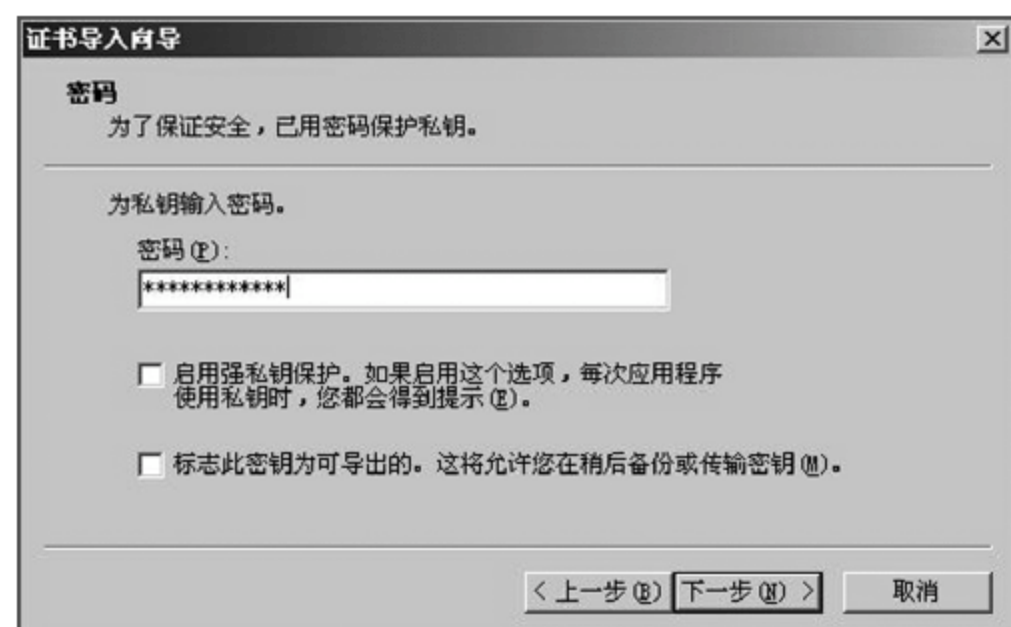 证书导入向导
密码
为了保证安全，已用密码保护私钥。
为私钥输入密码。
密码(P):
************
启用强私钥保护。如果启用这个选项，每次应用程序
使用私钥时，您都会得到提示(E)。
标志此密钥为可导出的。这将允许您在稍后备份或传输密钥(M)。
< 上一步(B) 下一步(N) > 取消